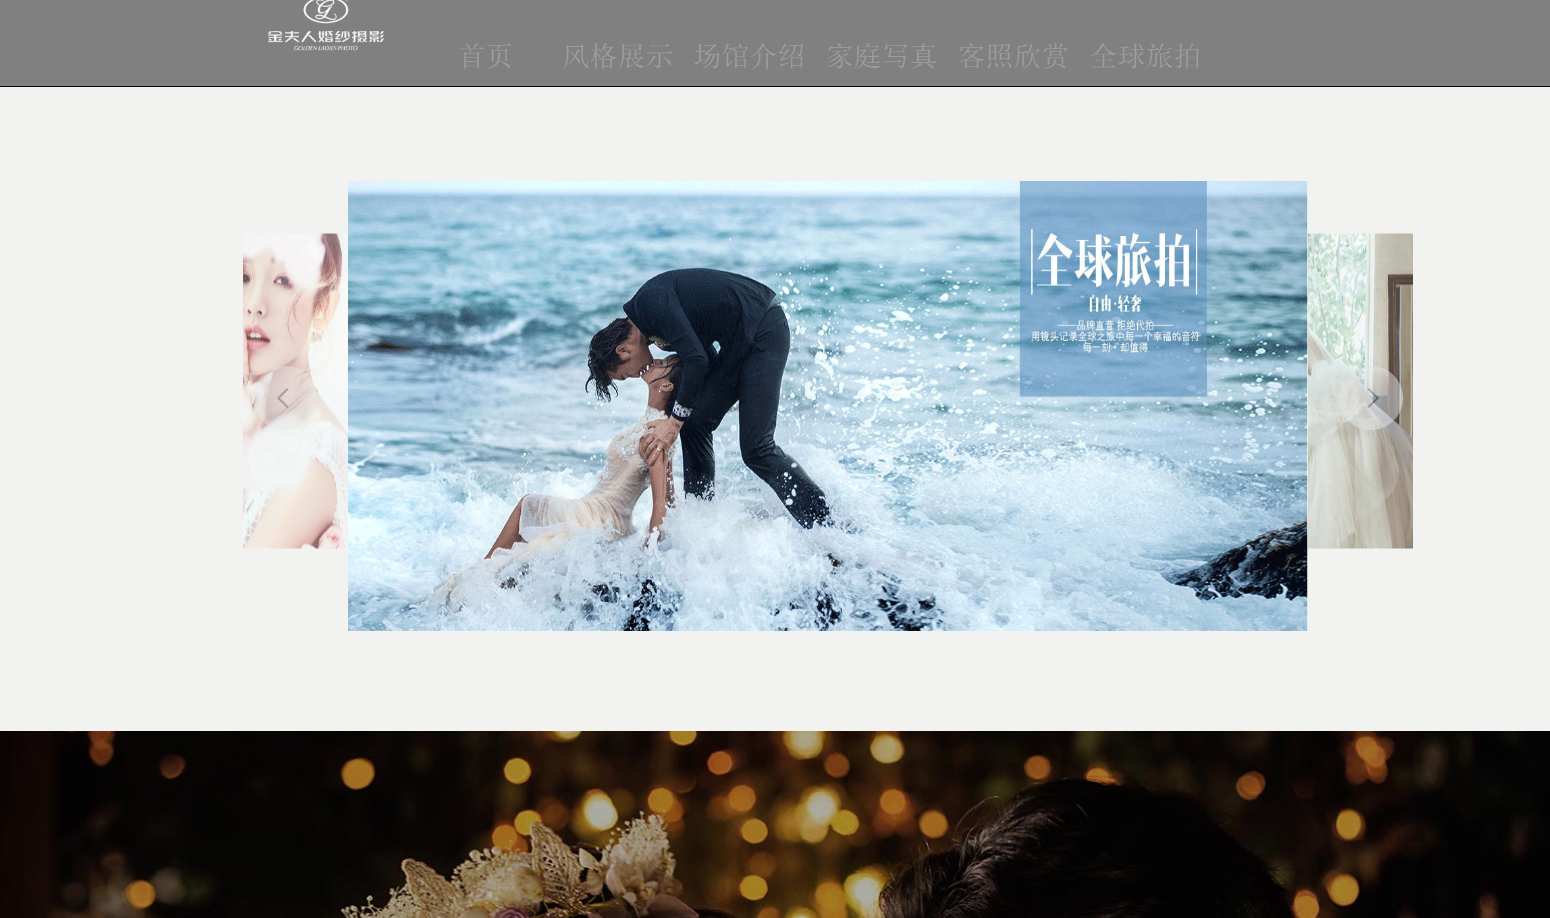 金夫人婚纱摄影
GOLDEN LADIES PHOTO
首页 风格展示 场馆介绍 家庭写真 客照欣赏 全球旅拍
全球旅拍
自由·轻奢
——品牌直营 拒绝代拍——
用镜头记录全球之旅中每一个幸福的音符
每一刻·却值得